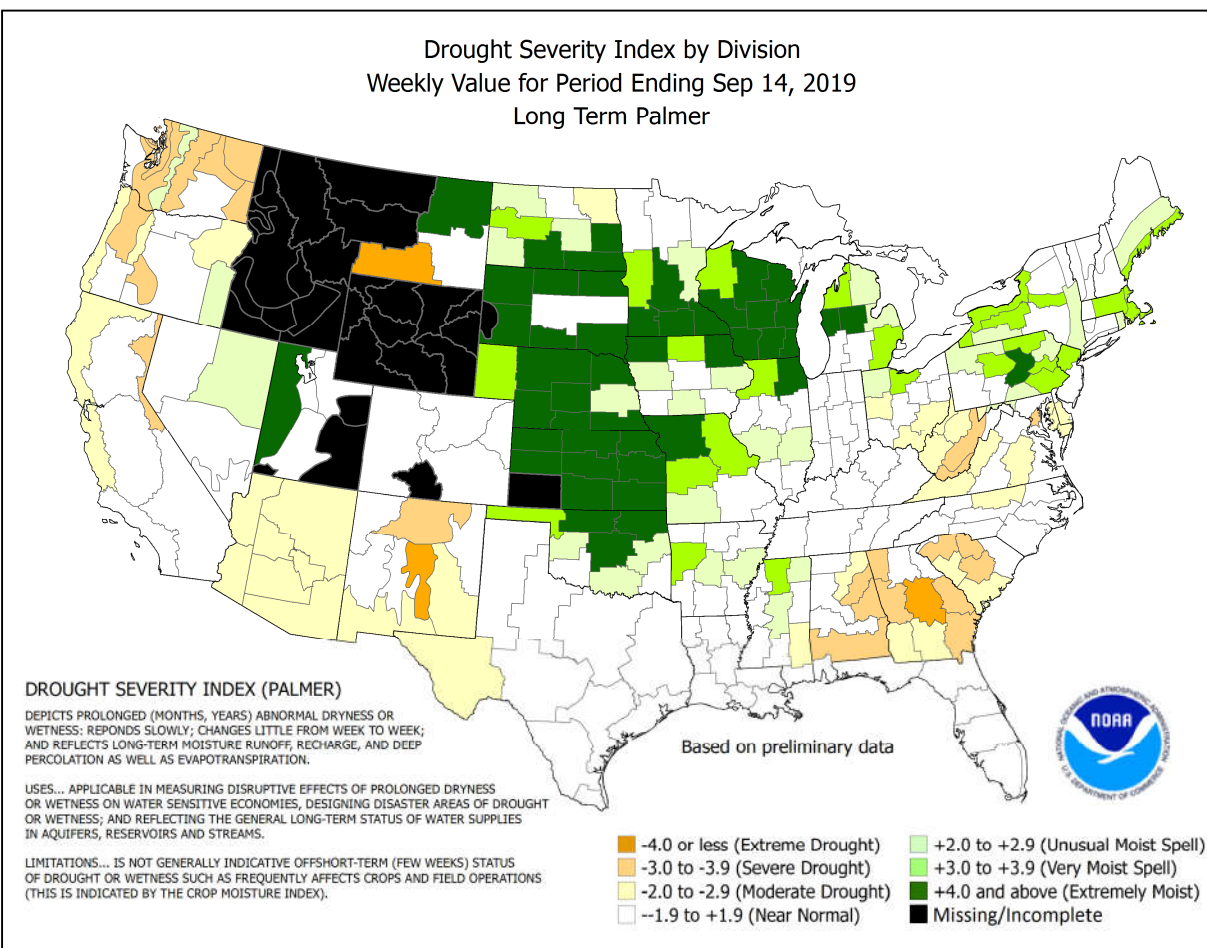 Drought Severity Index by Division
Weekly Value for Period Ending Sep 14, 2019
Long Term Palmer
DROUGHT SEVERITY INDEX (PALMER)
DEPICTS PROLONGED (MONTHS, YEARS) ABNORMAL DRYNESS OR
WETNESS: REPONDS SLOWLY; CHANGES LITTLE FROM WEEK TO WEEK;
AND REFLECTS LONG-TERM MOISTURE RUNOFF, RECHARGE, AND DEEP
PERCOLATION AS WELL AS EVAPOTRANSPIRATION.
USES... APPLICABLE IN MEASURING DISRUPTIVE EFFECTS OF PROLONGED DRYNESS
OR WETNESS ON WATER SENSITIVE ECONOMIES, DESIGNING DISASTER AREAS OF DROUGHT
OR WETNESS; AND REFLECTING THE GENERAL LONG-TERM STATUS OF WATER SUPPLIES
IN AQUIFERS, RESERVOIRS AND STREAMS.
LIMITATIONS... IS NOT GENERALLY INDICATIVE OFFSHORT-TERM (FEW WEEKS) STATUS
OF DROUGHT OR WETNESS SUCH AS FREQUENTLY AFFECTS CROPS AND FIELD OPERATIONS
(THIS IS INDICATED BY THE CROP MOISTURE INDEX).
Based on preliminary data
NATIONAL OCEANIC AND ATMOSPHERIC ADMINISTRATION
NOAA
U.S. DEPARTMENT OF COMMERCE
-4.0 or less (Extreme Drought)
-3.0 to -3.9 (Severe Drought)
-2.0 to -2.9 (Moderate Drought)
--1.9 to +1.9 (Near Normal)
+2.0 to +2.9 (Unusual Moist Spell)
+3.0 to +3.9 (Very Moist Spell)
+4.0 and above (Extremely Moist)
Missing/Incomplete